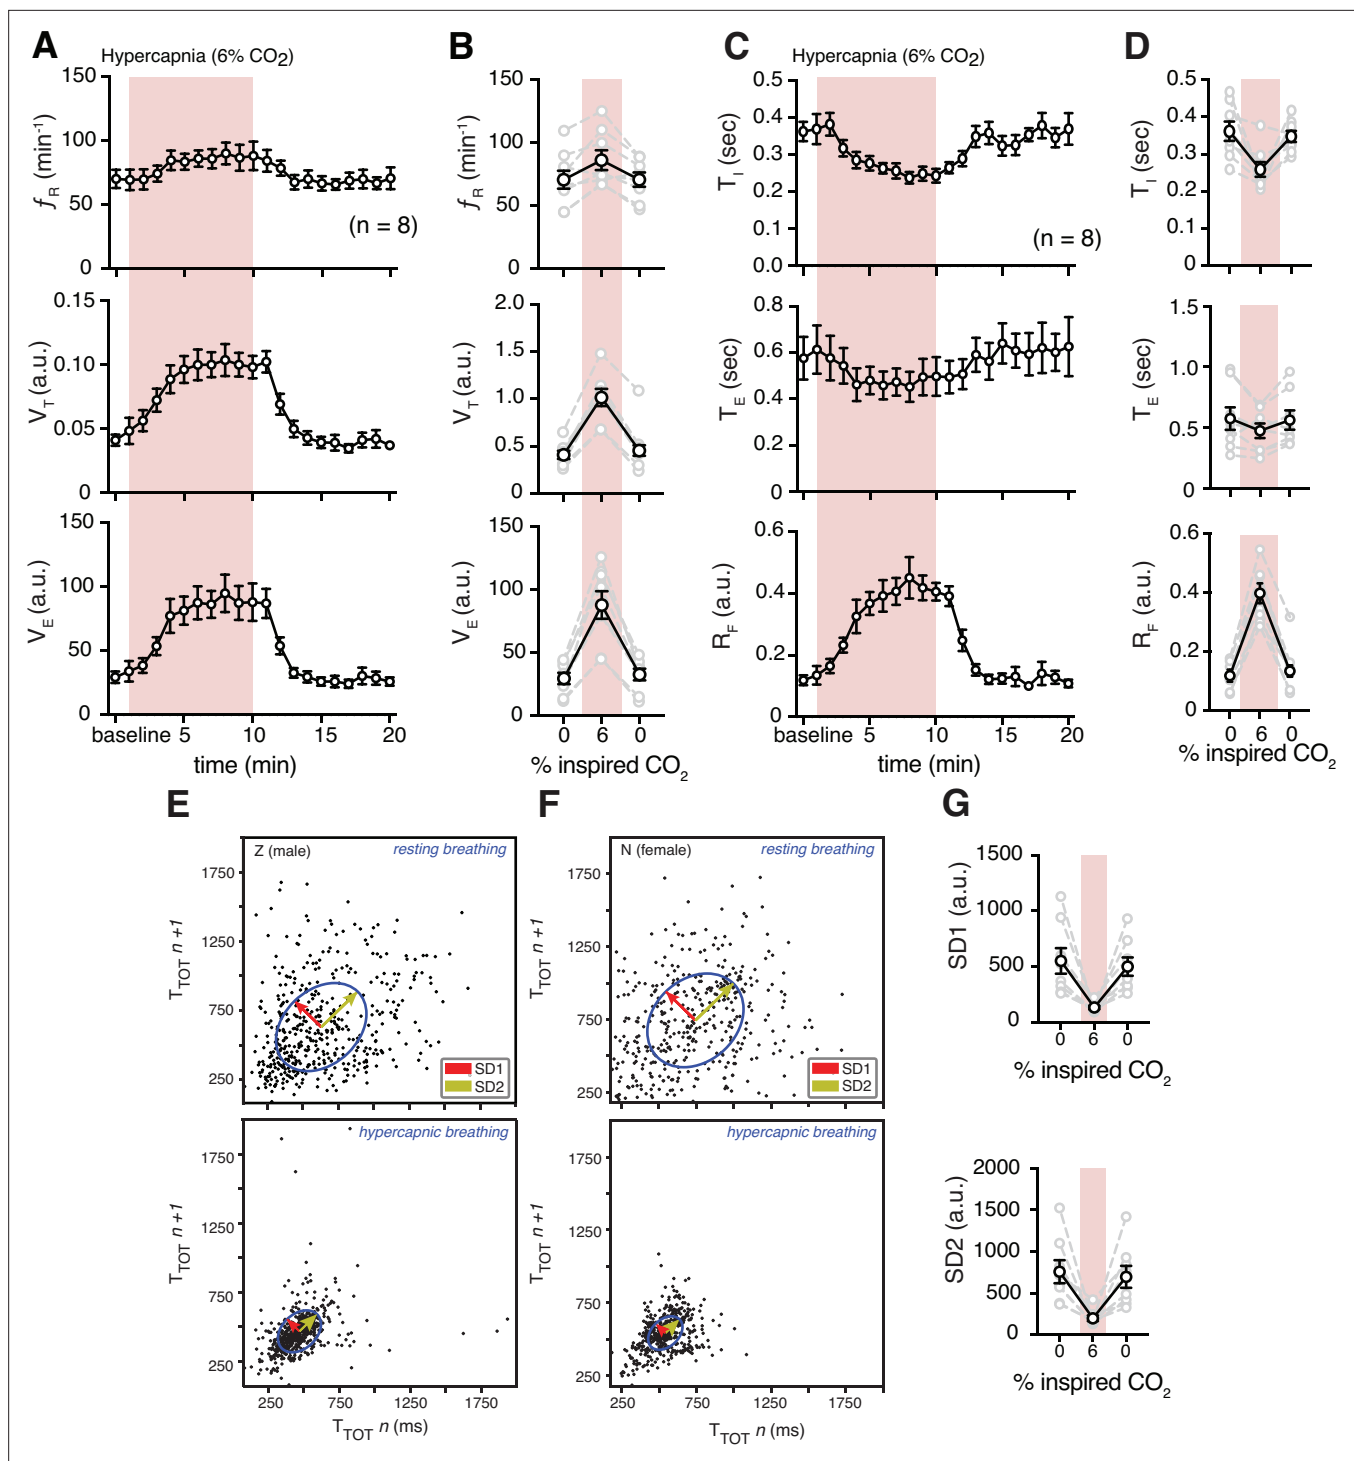 A
Hypercapnia (6% CO2)
150
100
50
0
fR (min-1)
(n = 8)
0.15
0.10
0.05
0
VT (a.u.)
150
100
50
0
VE (a.u.)
baseline 5 10 15 20
time (min)
B
150
100
50
0
fR (min-1)
2.0
1.5
1.0
0.5
0
VT (a.u.)
150
100
50
0
VE (a.u.)
0 6 0
% inspired CO2
C
Hypercapnia (6% CO2)
0.5
0.4
0.3
0.2
0.1
0.0
TI (sec)
(n = 8)
0.8
0.6
0.4
0.2
0
TE (sec)
0.6
0.4
0.2
0
RF (a.u.)
baseline 5 10 15 20
time (min)
D
0.5
0.4
0.3
0.2
0.1
0
TI (sec)
1.5
1.0
0.5
0
TE (sec)
0.6
0.4
0.2
0
RF (a.u.)
0 6 0
% inspired CO2
E
Z (male) resting breathing
1750
1250
750
250
TTOT n +1
SD1
SD2
hypercapnic breathing
1750
1250
750
250
TTOT n +1
250 750 1250 1750
TTOT n (ms)
F
N (female) resting breathing
1750
1250
750
250
TTOT n +1
SD1
SD2
hypercapnic breathing
1750
1250
750
250
TTOT n +1
250 750 1250 1750
TTOT n (ms)
G
1500
1000
500
0
SD1 (a.u.)
0 6 0
% inspired CO2
2000
1500
1000
500
0
SD2 (a.u.)
0 6 0
% inspired CO2